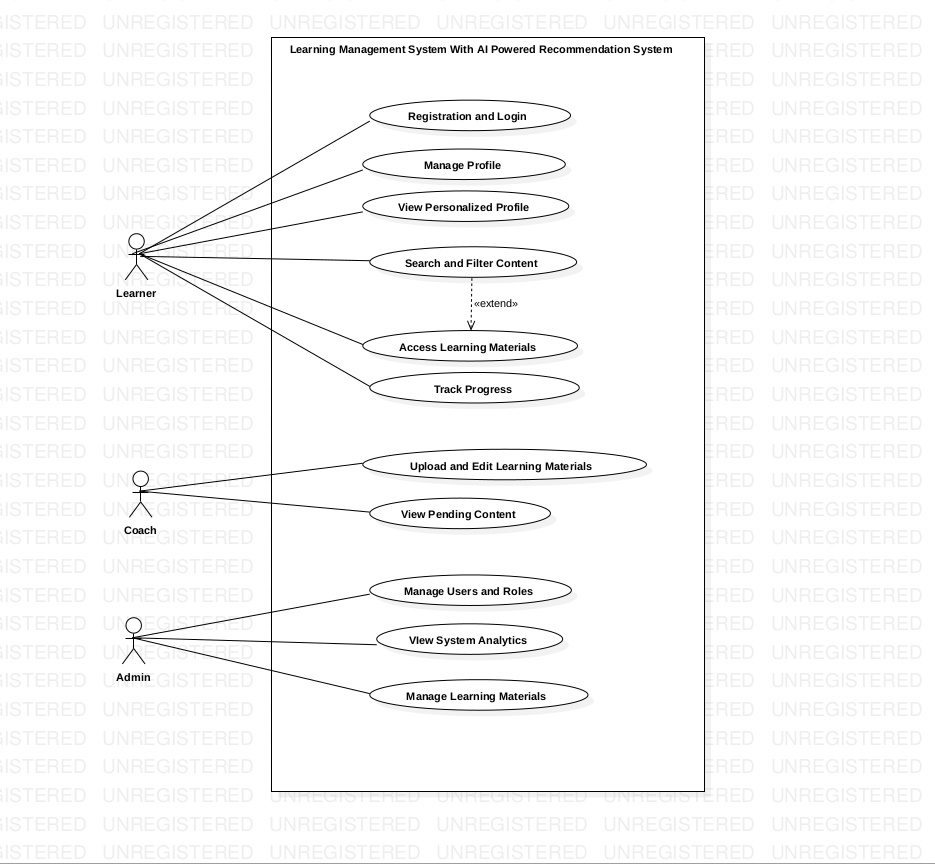 UNREGISTERED
Learning Management System With AI Powered Recommendation System
Registration and Login
Manage Profile
View Personalized Profile
Search and Filter Content
Learner
«extend»
Access Learning Materials
Track Progress
Upload and Edit Learning Materials
View Pending Content
Coach
Manage Users and Roles
VIew System Analytics
Admin
Manage Learning Materials